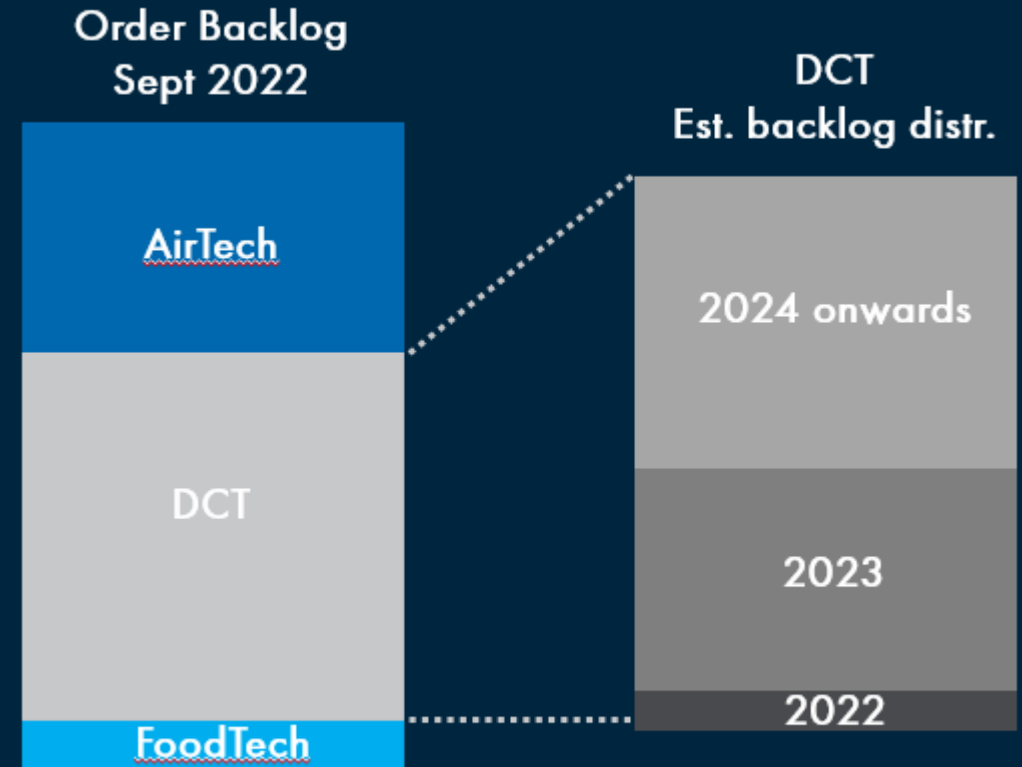 Order Backlog
Sept 2022
AirTech
DCT
FoodTech
DCT
Est. backlog distr.
2024 onwards
2023
2022